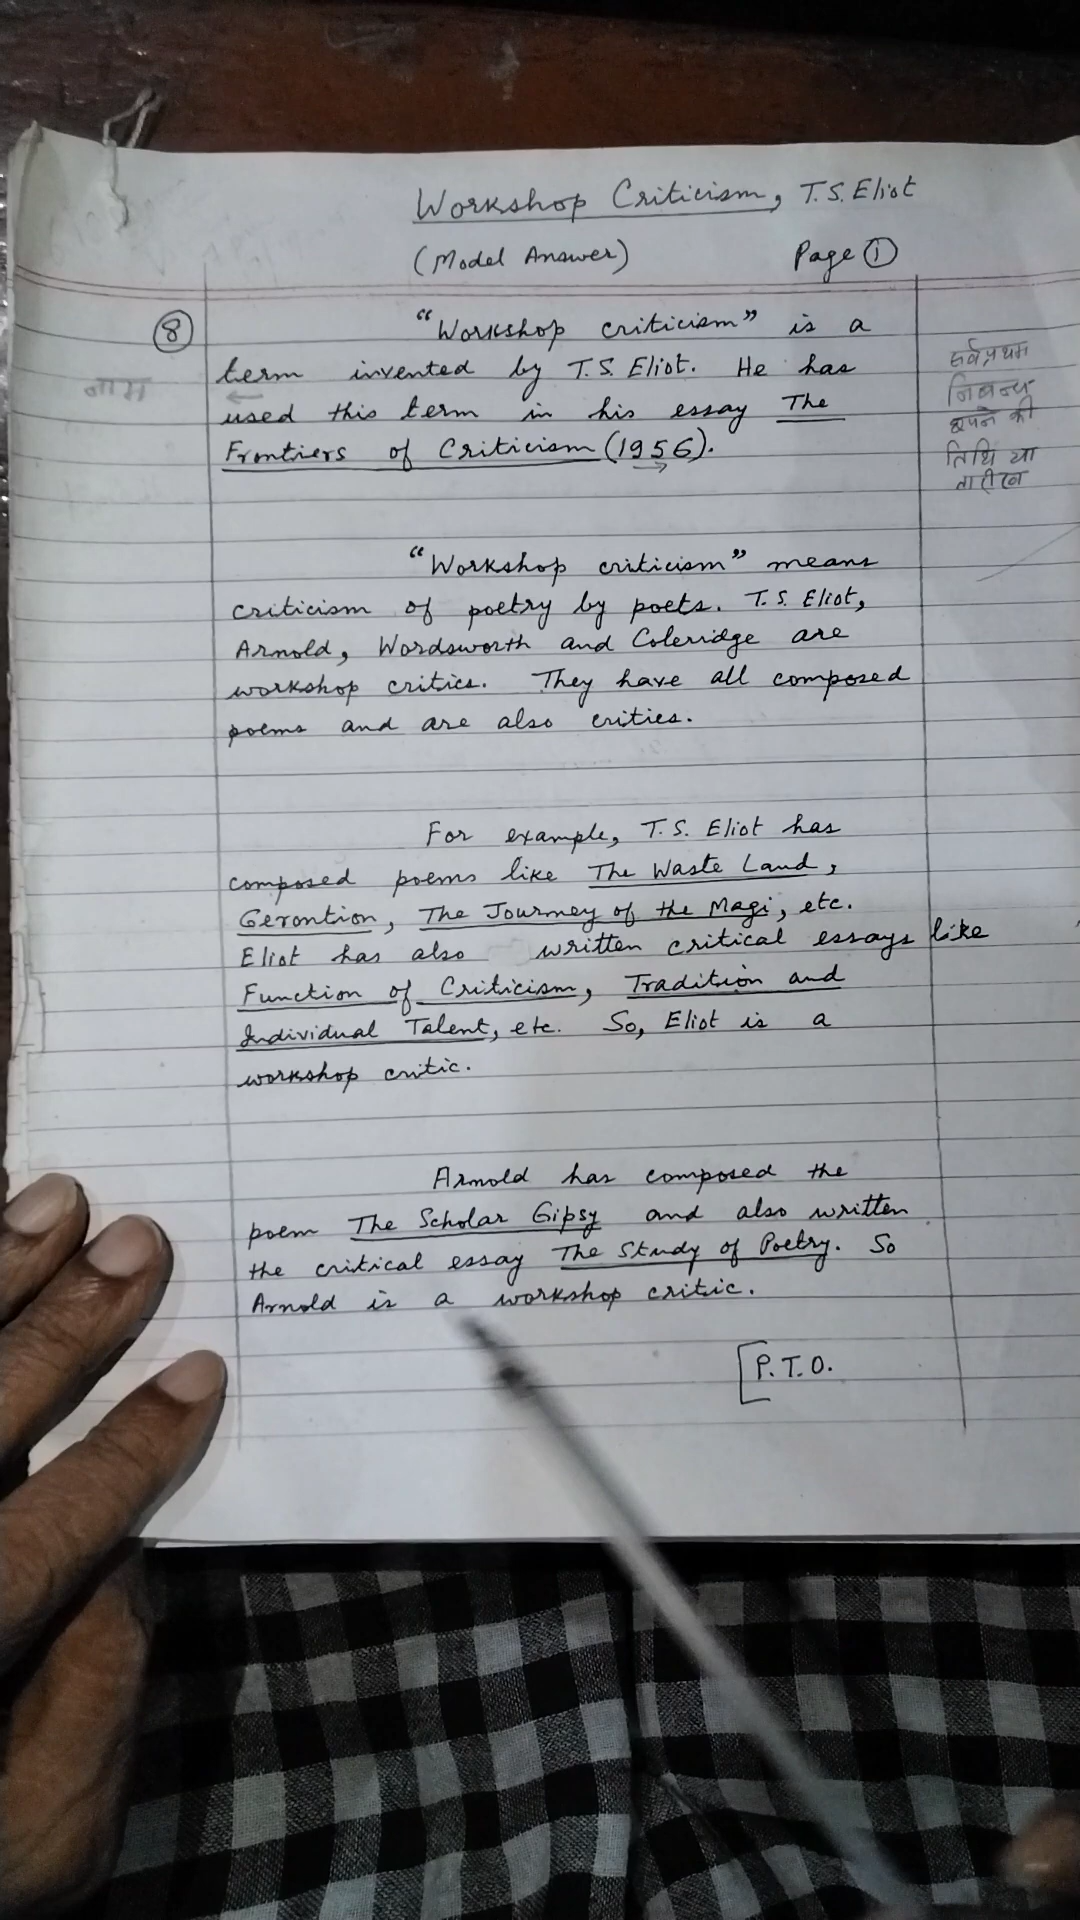 Workshop Criticism, T.S. Eliot
(Model Answer) Page ①
⑧ "Workshop criticism" is a
term invented by T.S. Eliot. He has
used this term in his essay The
Frontiers of Criticism (1956).
नाम
सर्वप्रथम
निबन्ध
छपने की
तिथि या
तारीख
"Workshop criticism" means
criticism of poetry by poets. T.S. Eliot,
Arnold, Wordsworth and Coleridge are
workshop critics. They have all composed
poems and are also critics.
For example, T.S. Eliot has
composed poems like The Waste Land,
Gerontion, The Journey of the Magi, etc.
Eliot has also written critical essays like
Function of Criticism, Tradition and
Individual Talent, etc. So, Eliot is a
workshop critic.
Arnold has composed the
poem The Scholar Gipsy and also written
the critical essay The Study of Poetry. So
Arnold is a workshop critic.
[P.T.O.